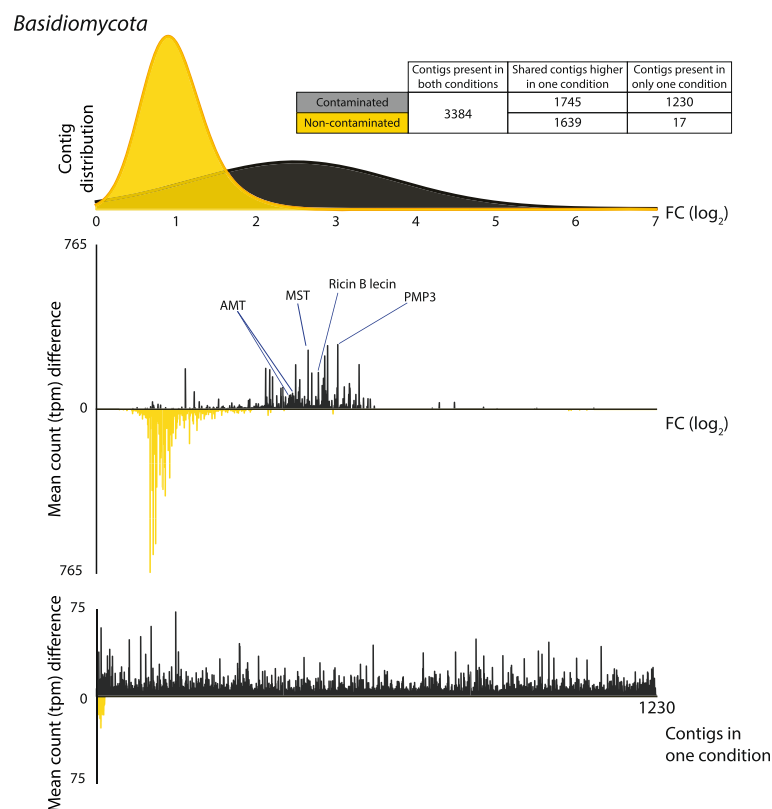 Basidiomycota
Contigs present in both conditions
Shared contigs higher in one condition
Contigs present in only one condition
Contaminated
3384
1745
1230
Non-contaminated
1639
17
Contig distribution
0 1 2 3 4 5 6 7
FC (log2)
765
Mean count (tpm) difference
AMT
MST
Ricin B lecin
PMP3
0
FC (log2)
765
75
Mean count (tpm) difference
0
1230
Contigs in
one condition
75